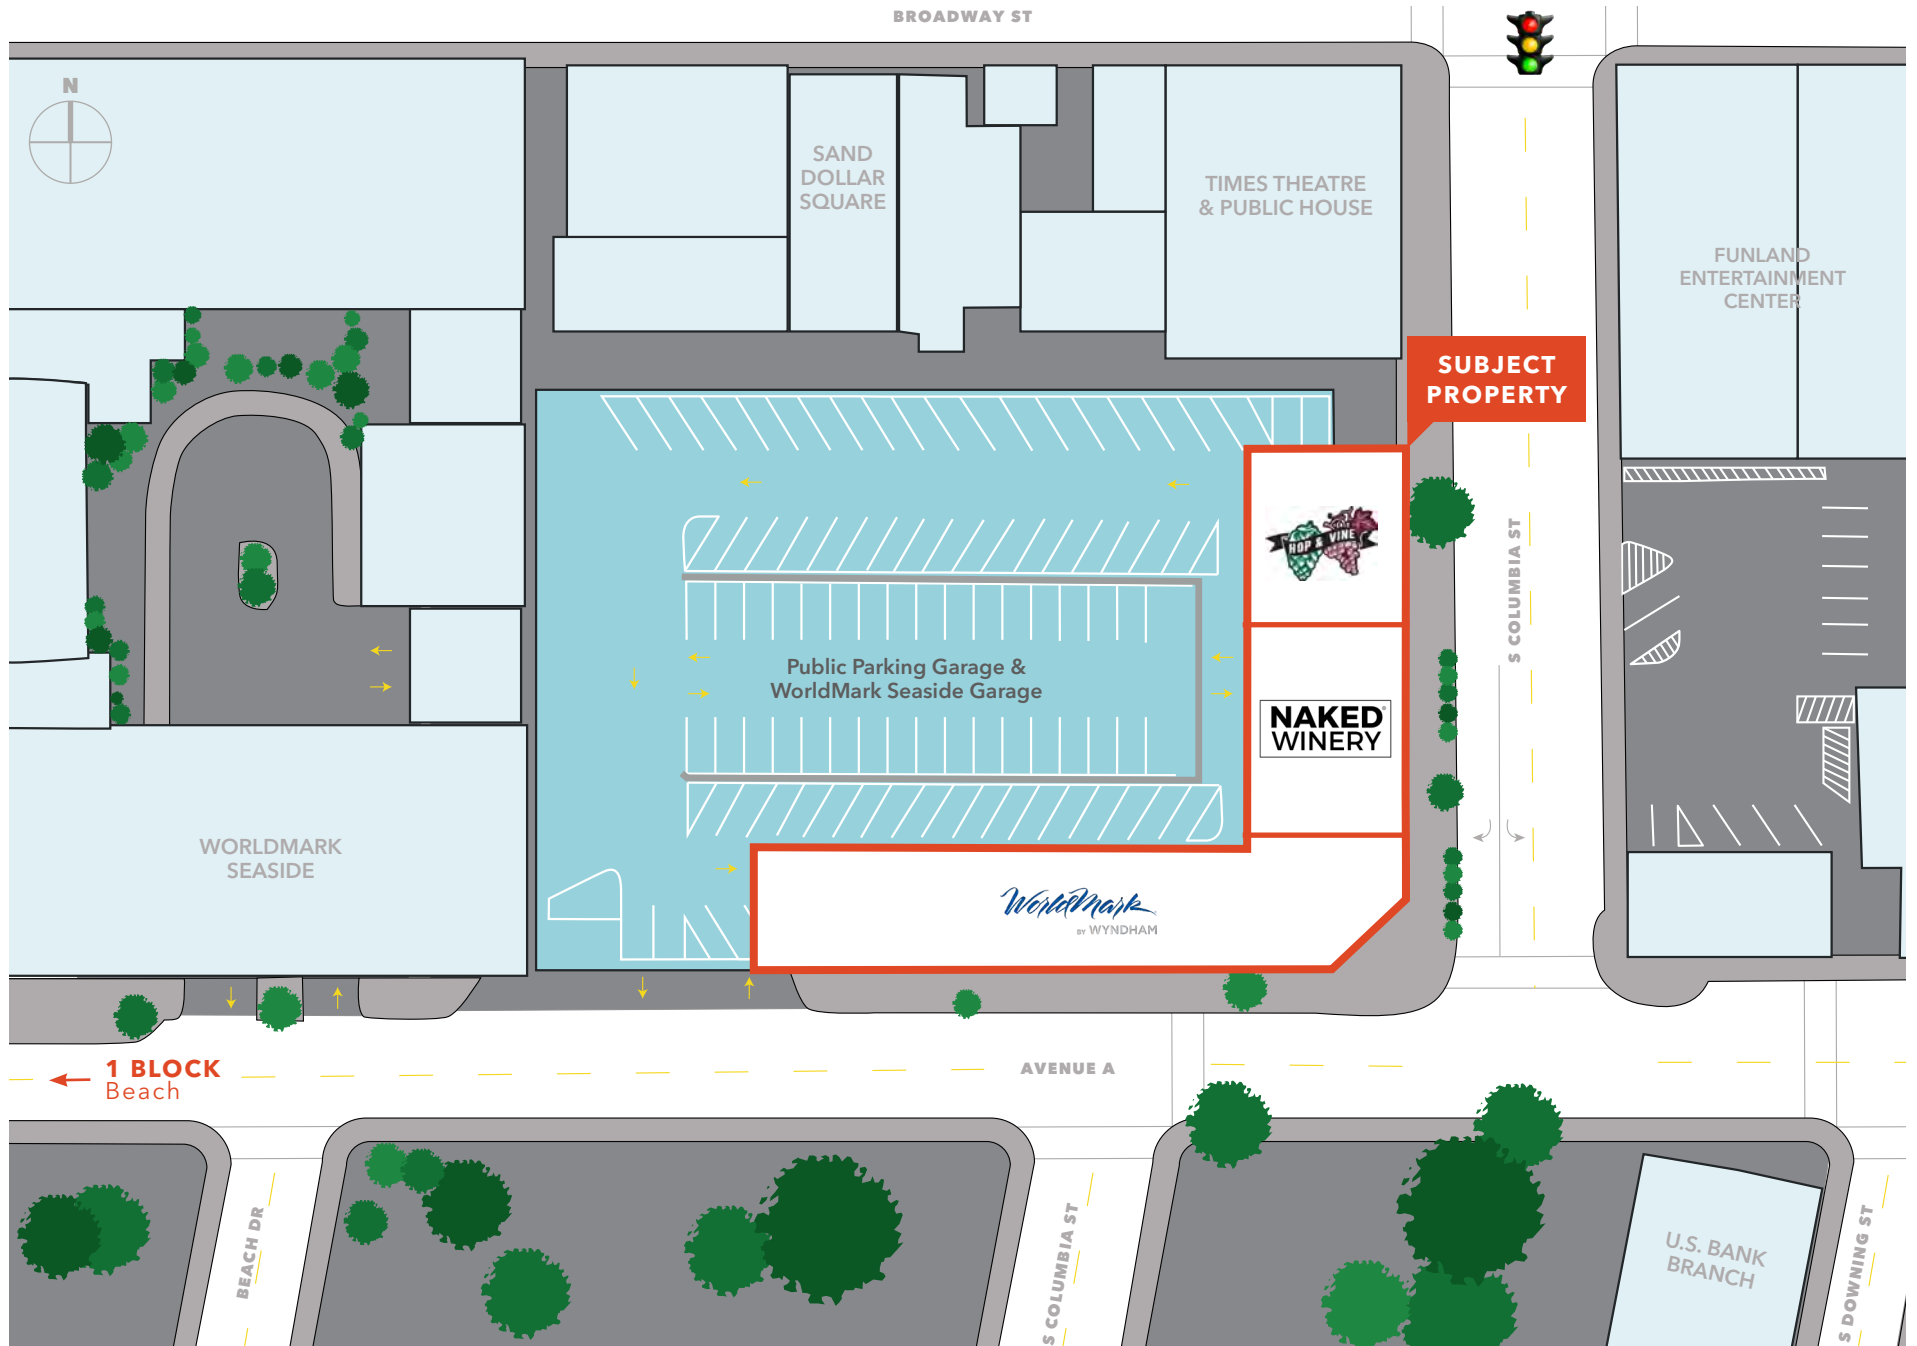 BROADWAY ST
N
SAND
DOLLAR
SQUARE
TIMES THEATRE
& PUBLIC HOUSE
FUNLAND
ENTERTAINMENT
CENTER
SUBJECT
PROPERTY
HOP & VINE
S COLUMBIA ST
Public Parking Garage &
WorldMark Seaside Garage
NAKED
WINERY
WORLDMARK
SEASIDE
WorldMark
BY WYNDHAM
1 BLOCK
Beach
AVENUE A
BEACH DR
S COLUMBIA ST
U.S. BANK
BRANCH
S DOWNING ST